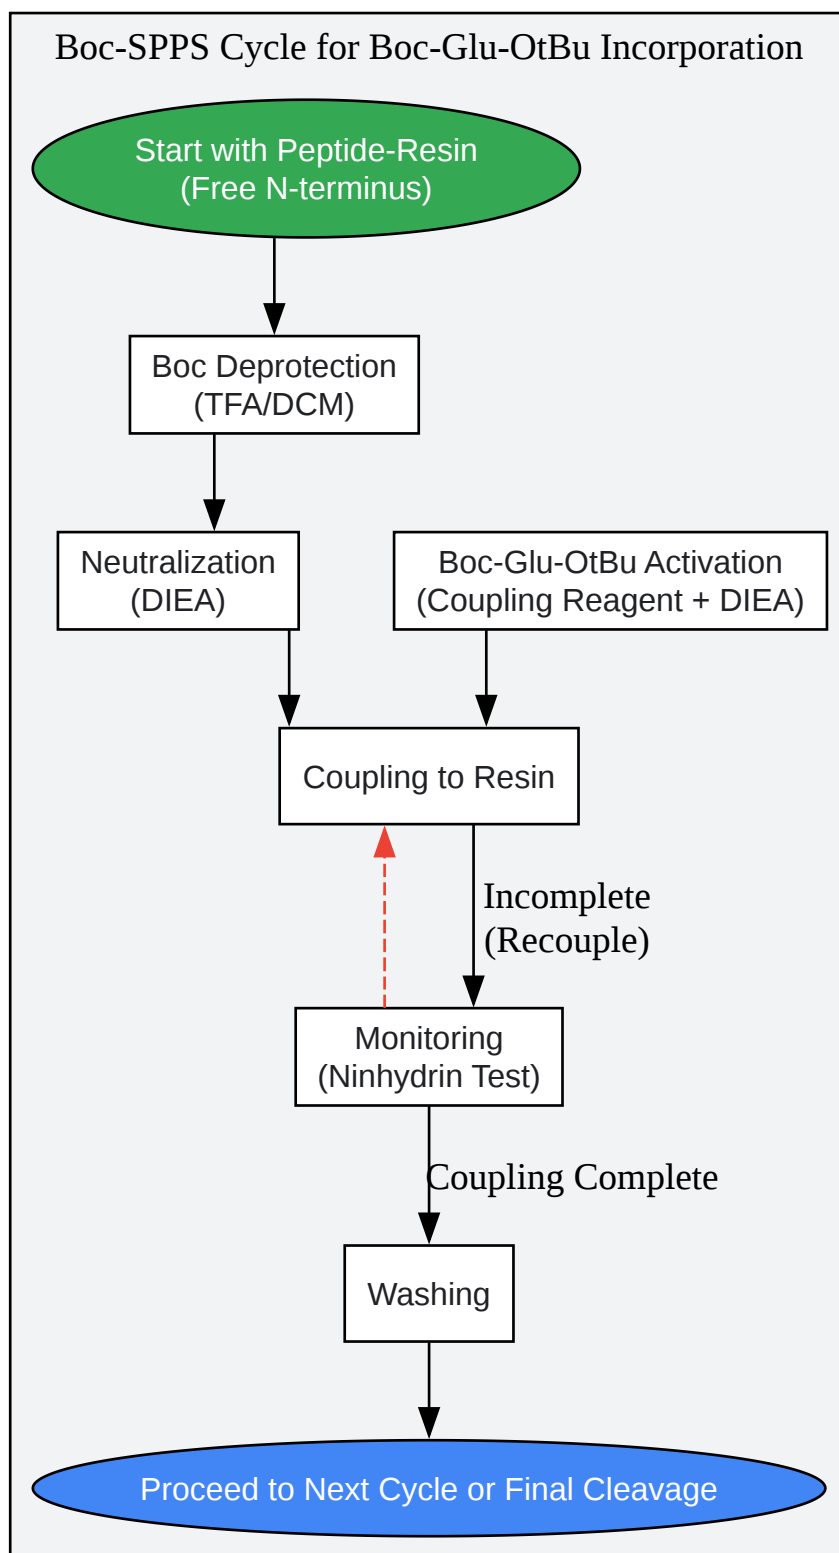 Boc-SPPS Cycle for Boc-Glu-OtBu Incorporation
Start with Peptide-Resin
(Free N-terminus)
Boc Deprotection
(TFA/DCM)
Neutralization
(DIEA)
Boc-Glu-OtBu Activation
(Coupling Reagent + DIEA)
Coupling to Resin
Incomplete
(Recouple)
Monitoring
(Ninhydrin Test)
Coupling Complete
Washing
Proceed to Next Cycle or Final Cleavage